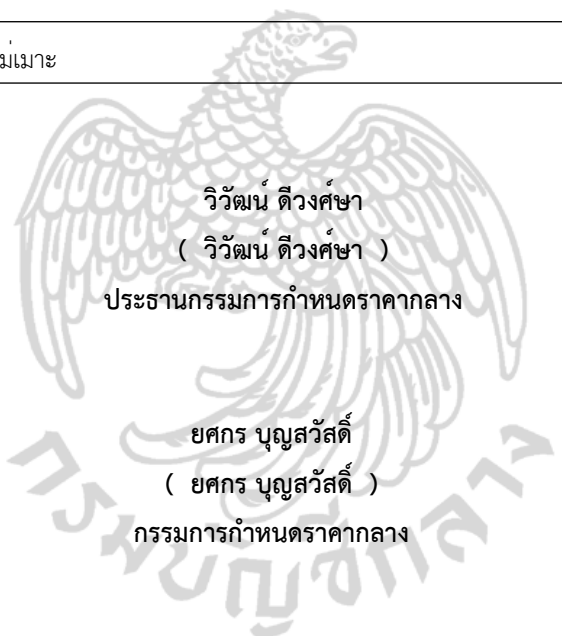 ม่เมาะ
วิวัฒน์ ดีวงศ์ษา
( วิวัฒน์ ดีวงศ์ษา )
ประธานกรรมการกำหนดราคากลาง
ยศกร บุญสวัสดิ์
( ยศกร บุญสวัสดิ์ )
กรรมการกำหนดราคากลาง
กรมบัญชีกลาง